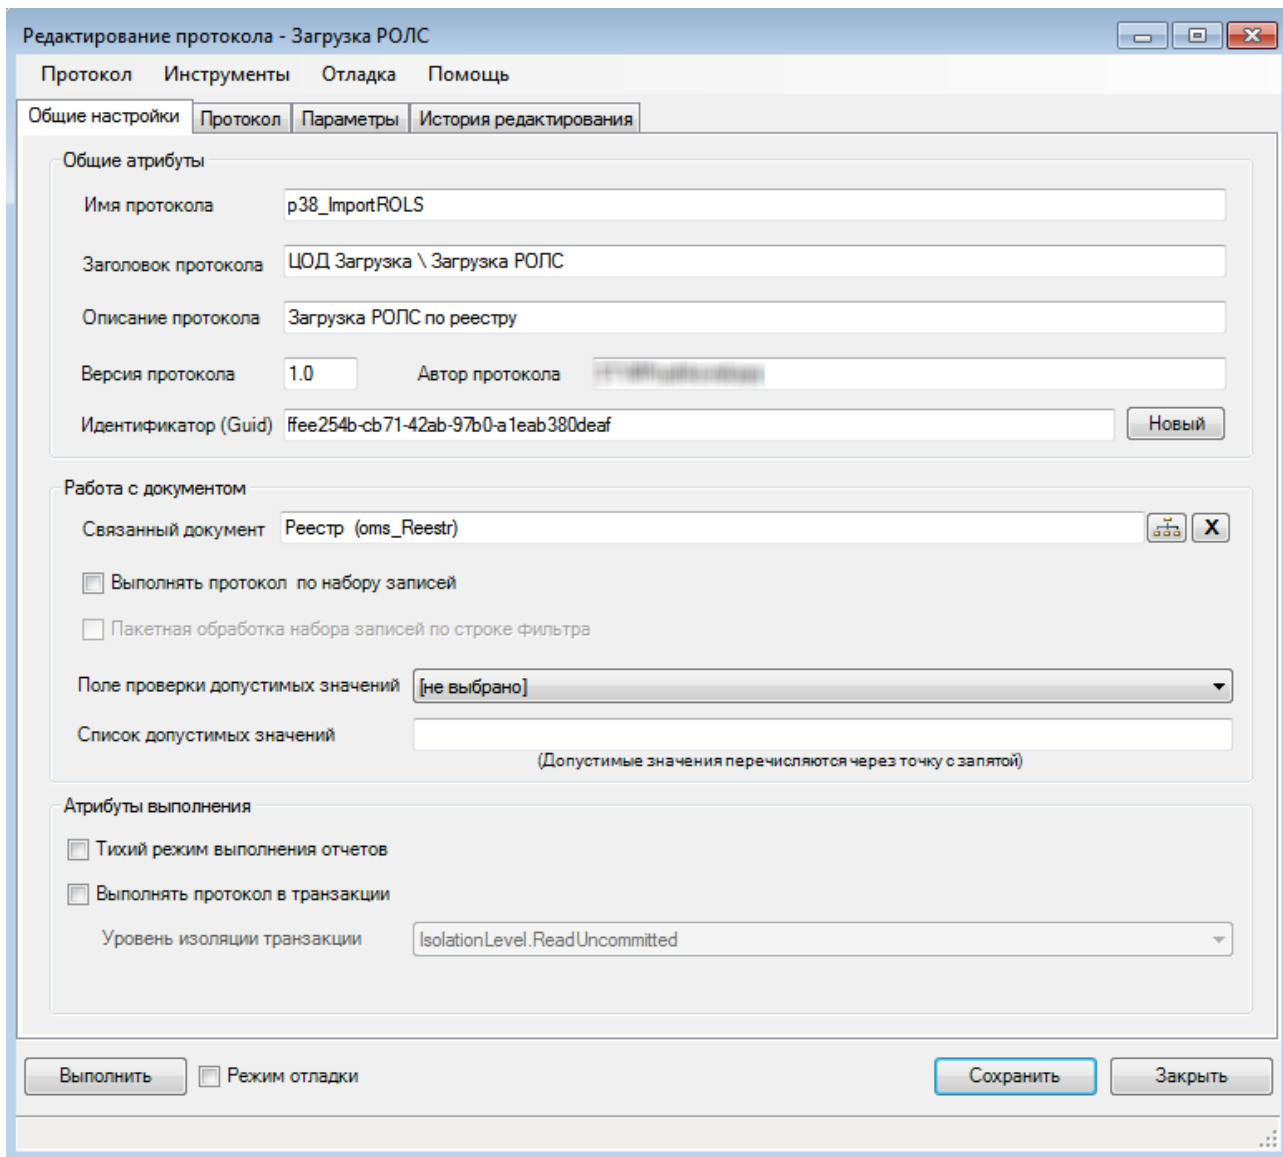 Редактирование протокола - Загрузка РОЛС
Протокол Инструменты Отладка Помощь
Общие настройки Протокол Параметры История редактирования
Общие атрибуты
Имя протокола p38_ImportROLS
Заголовок протокола ЦОД Загрузка \ Загрузка РОЛС
Описание протокола Загрузка РОЛС по реестру
Версия протокола 1.0 Автор протокола
Идентификатор (Guid) ffee254b-cb71-42ab-97b0-a1eab380deaf Новый
Работа с документом
Связанный документ Реестр (oms_Reestr) X
Выполнять протокол по набору записей
Пакетная обработка набора записей по строке фильтра
Поле проверки допустимых значений [не выбрано]
Список допустимых значений
(Допустимые значения перечисляются через точку с запятой)
Атрибуты выполнения
Тихий режим выполнения отчетов
Выполнять протокол в транзакции
Уровень изоляции транзакции IsolationLevel.ReadUncommitted
Выполнить Режим отладки Сохранить Закрыть